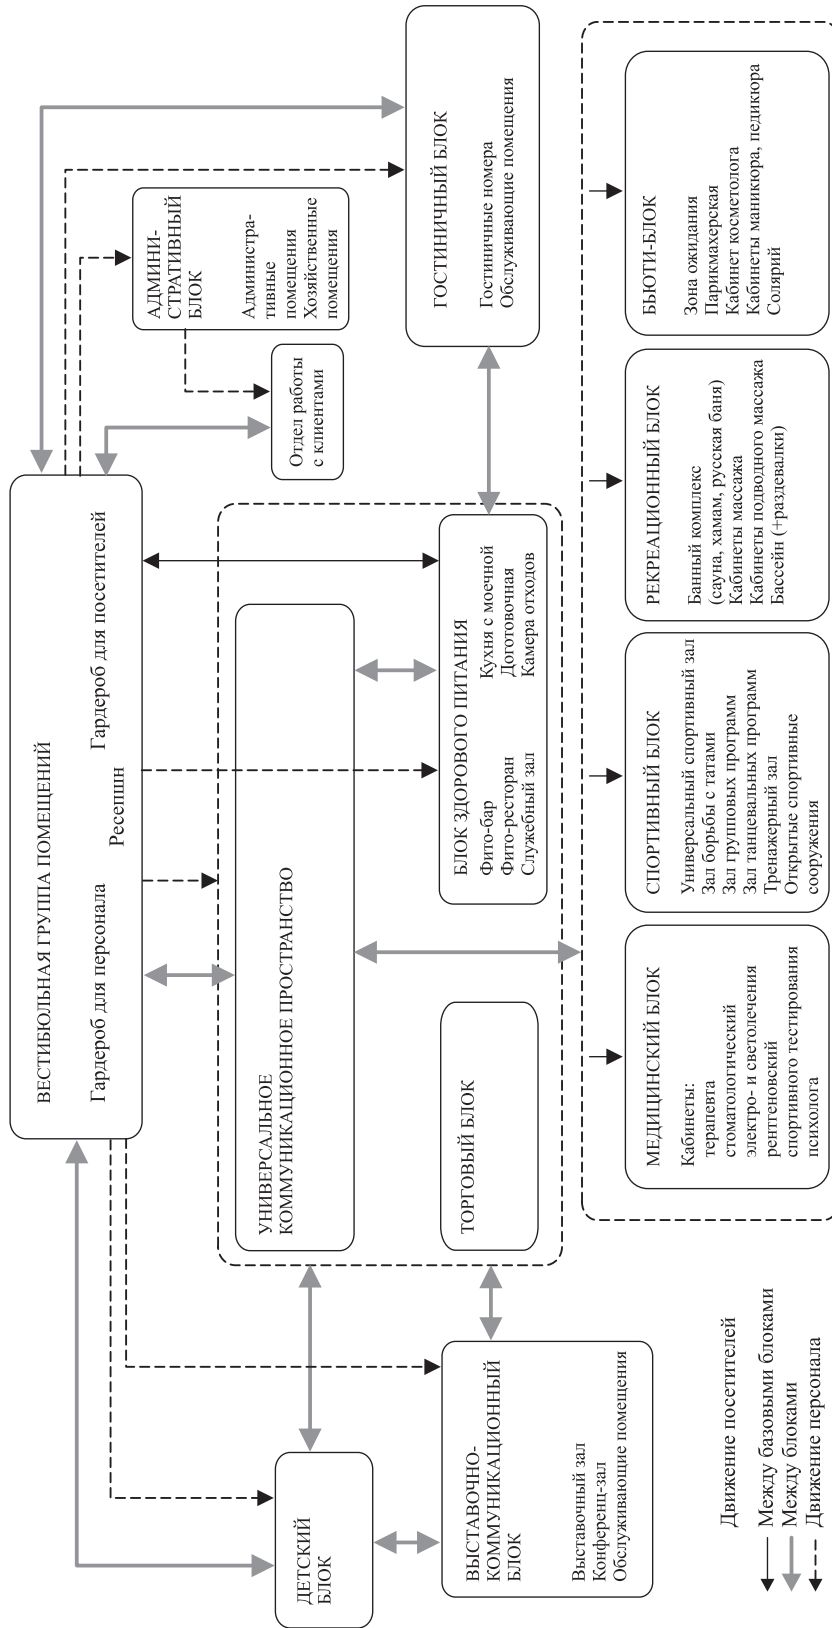 ВЕСТИБЮЛЬНАЯ ГРУППА ПОМЕЩЕНИЙ
Гардероб для персонала
Ресепшн
Гардероб для посетителей
АДМИНИ-
СТРАТИВНЫЙ
БЛОК
Администра-
тивные
помещения
Хозяйственные
помещения
Отдел работы
с клиентами
ГОСТИНИЧНЫЙ БЛОК
Гостиничные номера
Обслуживающие помещения
ДЕТСКИЙ
БЛОК
УНИВЕРСАЛЬНОЕ
КОММУНИКАЦИОННОЕ ПРОСТРАНСТВО
ВЫСТАВОЧНО-
КОММУНИКАЦИОННЫЙ
БЛОК
Выставочный зал
Конференц-зал
Обслуживающие помещения
ТОРГОВЫЙ БЛОК
БЛОК ЗДОРОВОГО ПИТАНИЯ
Фито-бар
Фито-ресторан
Служебный зал
Кухня с моечной
Доготовочная
Камера отходов
МЕДИЦИНСКИЙ БЛОК
Кабинеты:
терапевта
стоматологический
электро- и светолечения
рентгеновский
спортивного тестирования
психолога
СПОРТИВНЫЙ БЛОК
Универсальный спортивный зал
Зал борьбы с татами
Зал групповых программ
Зал танцевальных программ
Тренажерный зал
Открытые спортивные
сооружения
РЕКРЕАЦИОННЫЙ БЛОК
Банный комплекс
(сауна, хамам, русская баня)
Кабинеты массажа
Кабинеты подводного массажа
Бассейн (+раздевалки)
БЬЮТИ-БЛОК
Зона ожидания
Парикмахерская
Кабинет косметолога
Кабинеты маникюра, педикюра
Солярий
Движение посетителей
Между базовыми блоками
Между блоками
Движение персонала